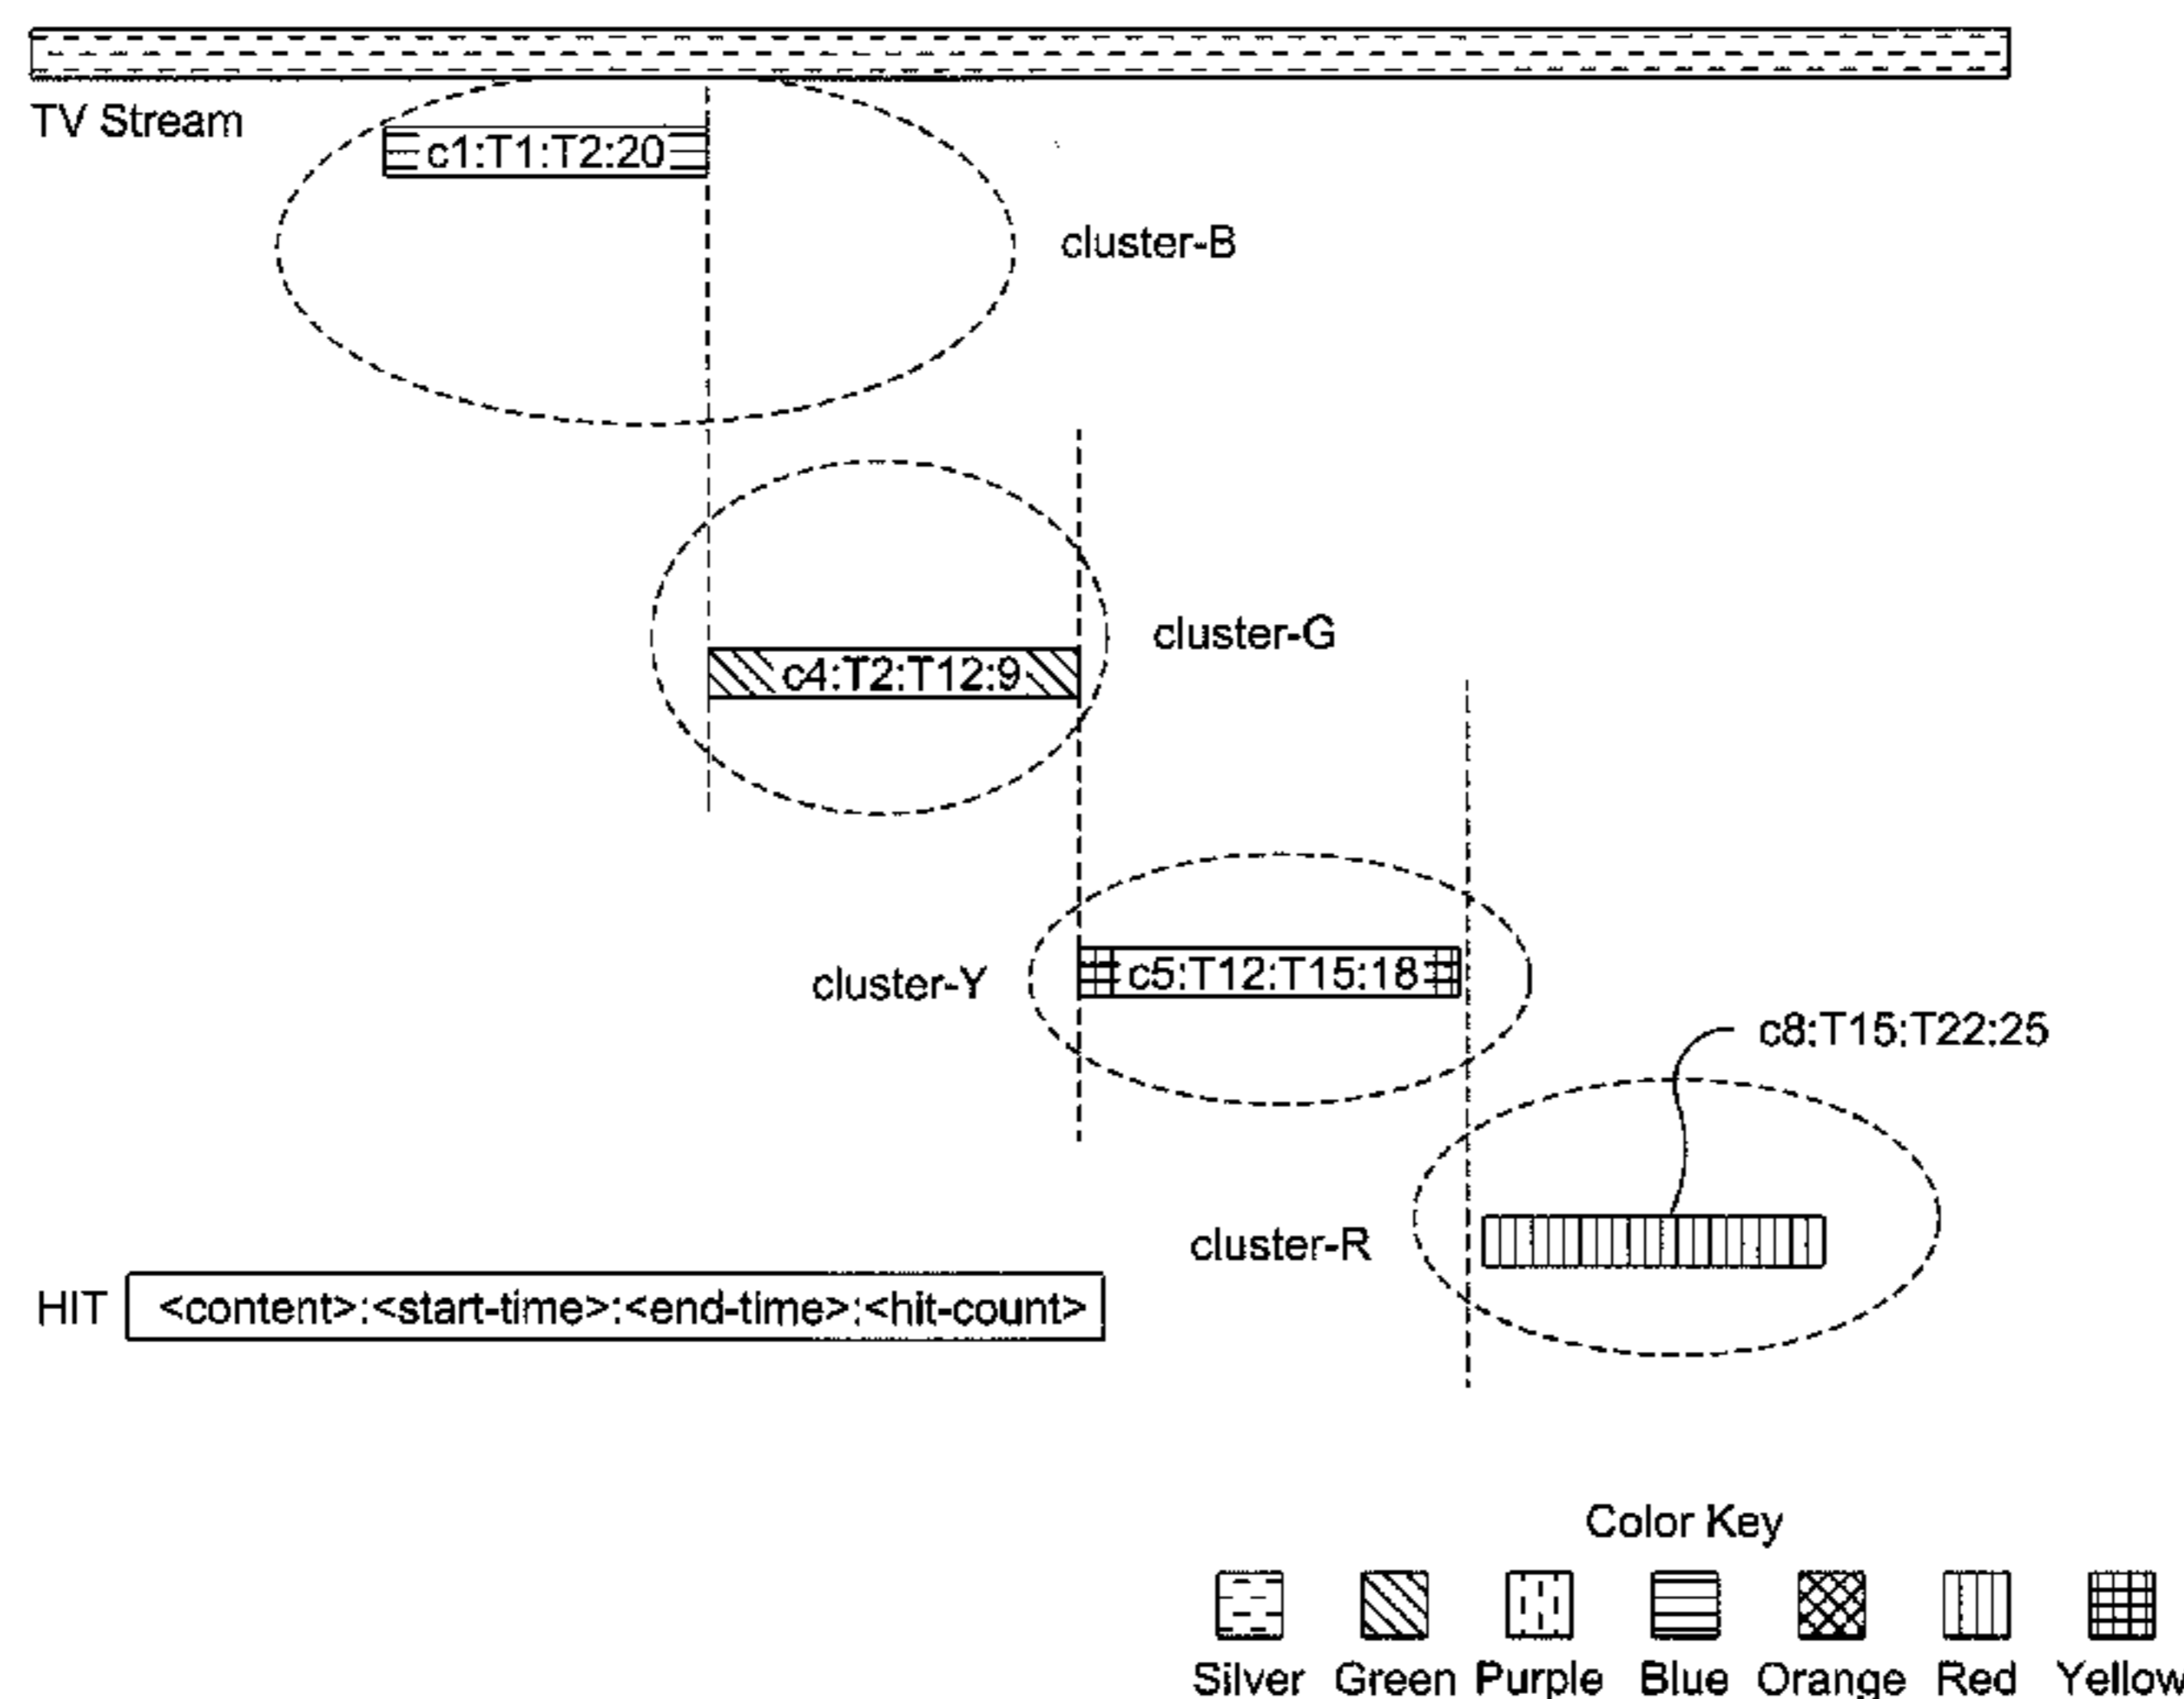 TV Stream
c1:T1:T2:20
cluster-B
cluster-G
c4:T2:T12:9
c5:T12:T15:18
cluster-Y
c8:T15:T22:25
cluster-R
HIT <content>:<start-time>:<end-time>:<hit-count>
Color Key
Silver Green Purple Blue Orange Red Yellow